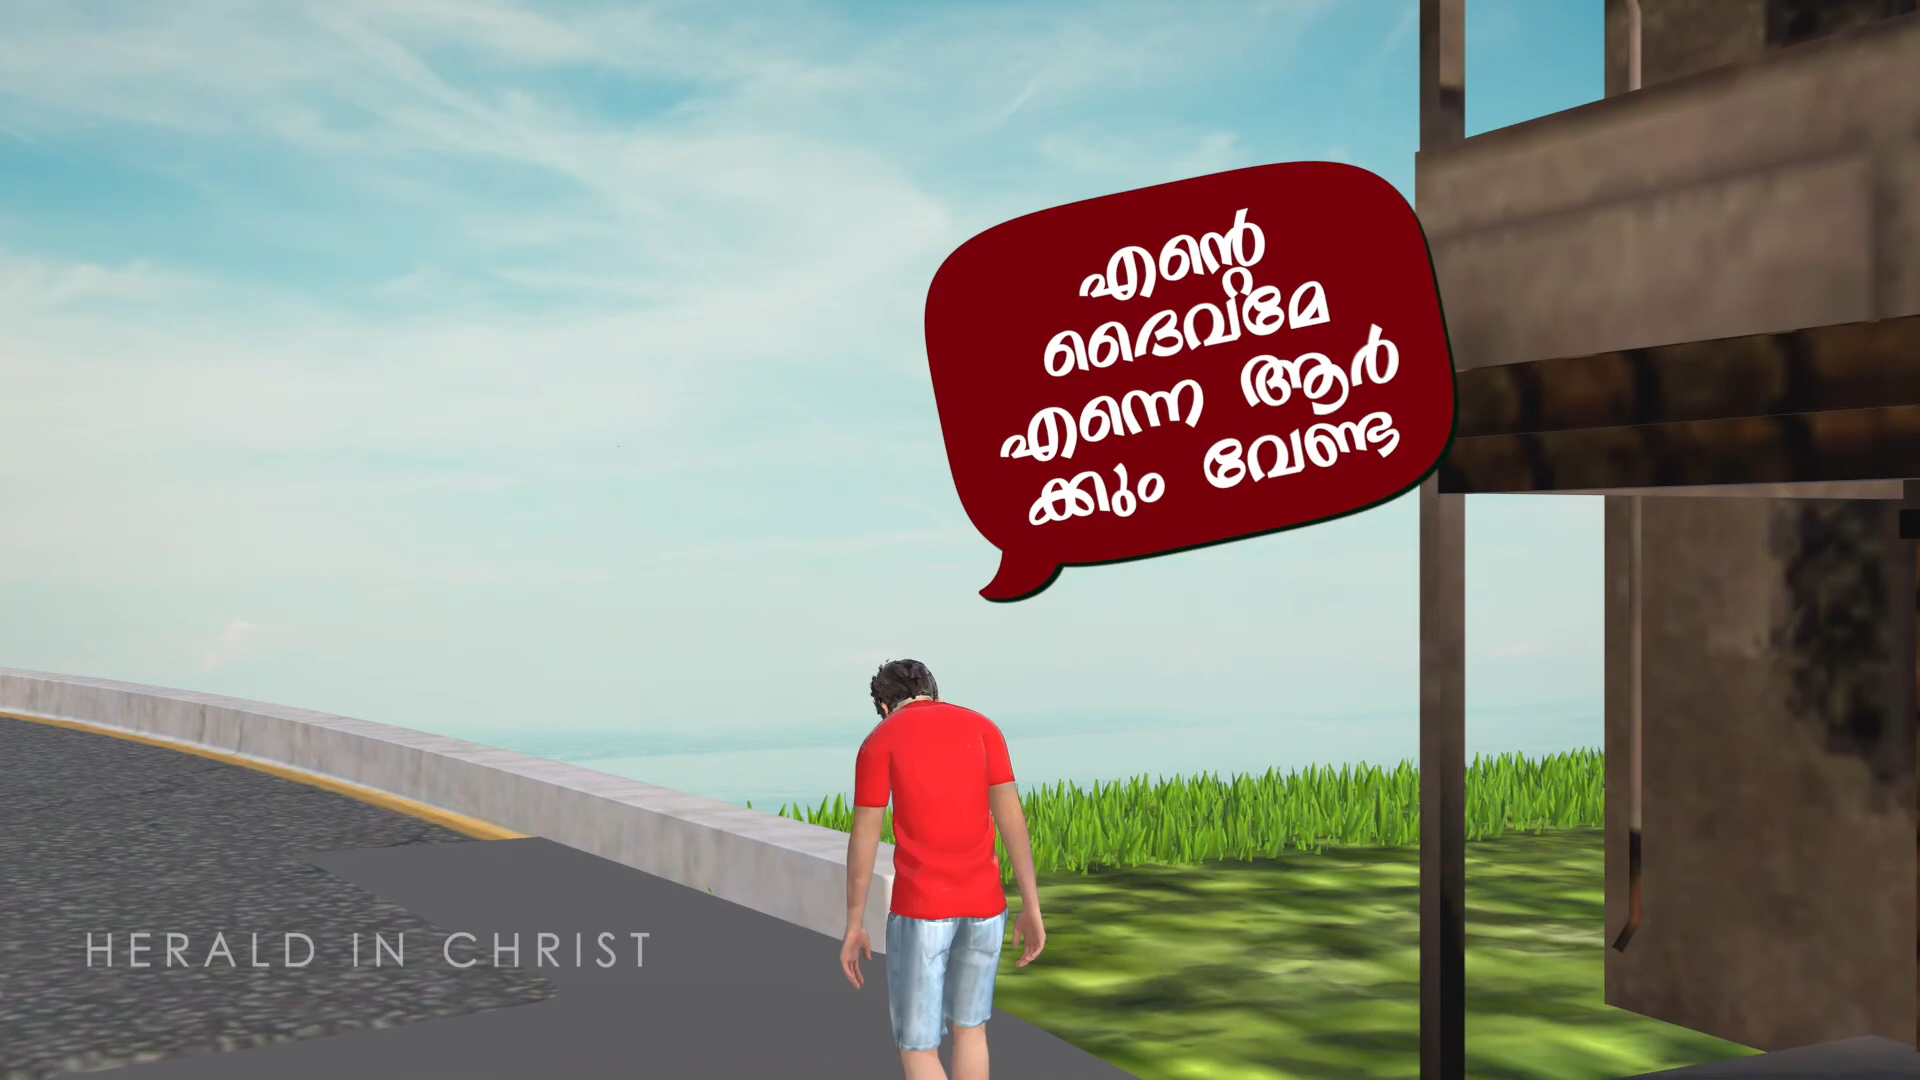 എന്റെ
ദൈവമേ
എന്നെ ആർ
ക്കും വേണ്ട
HERALD IN CHRIST